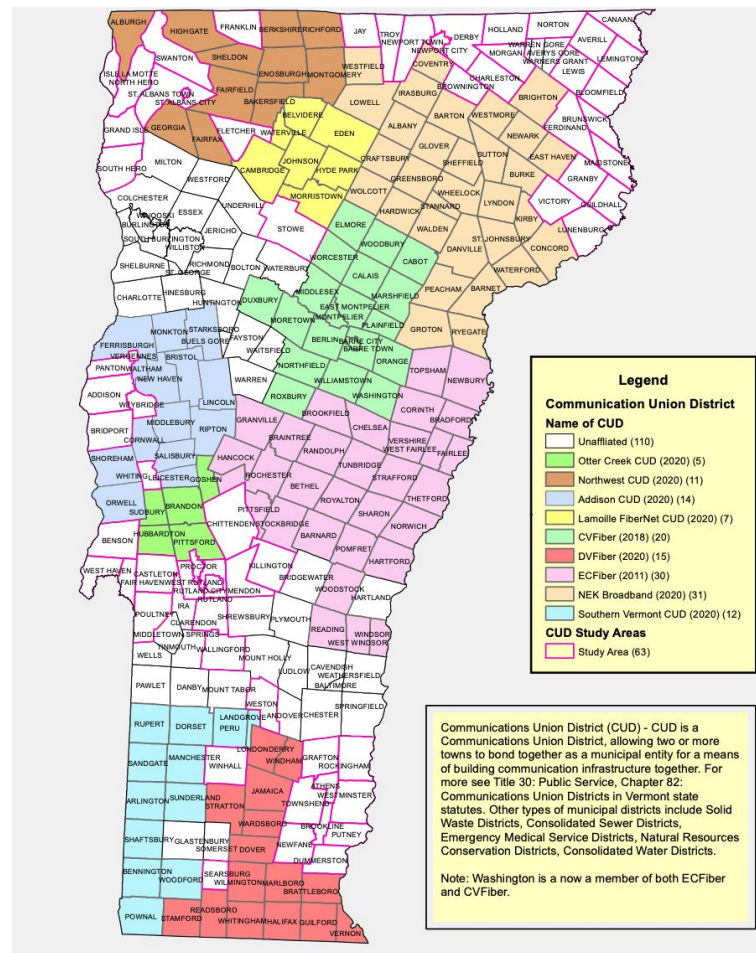 ALBURGH
HIGHGATE
FRANKLIN
BERKSHIRE
RICHFORD
JAY
TROY
NEWPORT TOWN
NEWPORT CITY
DERBY
HOLLAND
NORTON
CANAAN
AVERILL
WARREN GORE
AVERYS GORE
WARNERS GRANT
LEWIS
LEMINGTON
MORGAN
SWANTON
SHELDON
ENOSBURGH
MONTGOMERY
WESTFIELD
COVENTRY
BROWNINGTON
CHARLESTON
BLOOMFIELD
ISLE LA MOTTE
NORTH HERO
ST. ALBANS TOWN
ST. ALBANS CITY
FAIRFIELD
BAKERSFIELD
LOWELL
IRASBURG
BRIGHTON
BRUNSWICK
FERDINAND
GRAND ISLE
GEORGIA
FAIRFAX
FLETCHER
WATERVILLE
BELVIDERE
EDEN
ALBANY
BARTON
WESTMORE
NEWARK
EAST HAVEN
MAIDSTONE
GRANBY
GUILDHALL
VICTORY
LUNENBURG
SOUTH HERO
MILTON
WESTFORD
CAMBRIDGE
JOHNSON
HYDE PARK
MORRISTOWN
CRAFTSBURY
GLOVER
SHEFFIELD
SUTTON
BURKE
GREENSBORO
WHEELOCK
LYNDON
KIRBY
CONCORD
WOLCOTT
STANNARD
HARDWICK
WALDEN
DANVILLE
ST JOHNSBURY
WATERFORD
COLCHESTER
WINOOSKI
BURLINGTON
ESSEX
UNDERHILL
JERICHO
STOWE
ELMORE
WOODBURY
CABOT
SOUTH BURLINGTON
WILLISTON
SHELBURNE
ST. GEORGE
RICHMOND
BOLTON
WATERBURY
WORCESTER
CALAIS
MARSHFIELD
PEACHAM
BARNET
CHARLOTTE
HINESBURG
HUNTINGTON
DUXBURY
MIDDLESEX
EAST MONTPELIER
MONTPELIER
PLAINFIELD
GROTON
RYEGATE
MORETOWN
BERLIN
BARRE CITY
BARRE TOWN
ORANGE
FERRISBURGH
MONKTON
STARKSBORO
BUELS GORE
FAYSTON
WAITSFIELD
NORTHFIELD
WILLIAMSTOWN
WASHINGTON
TOPSHAM
NEWBURY
VERGENNES
PANTON
WALTHAM
BRISTOL
NEW HAVEN
WARREN
ROXBURY
BROOKFIELD
CHELSEA
CORINTH
BRADFORD
ADDISON
WEYBRIDGE
LINCOLN
GRANVILLE
BRAINTREE
RANDOLPH
VERSHIRE
WEST FAIRLEE
FAIRLEE
BRIDPORT
MIDDLEBURY
CORNWALL
RIPTON
HANCOCK
ROCHESTER
TUNBRIDGE
STRAFFORD
THETFORD
SHOREHAM
SALISBURY
WHITING
LEICESTER
GOSHEN
BETHEL
ROYALTON
SHARON
NORWICH
ORWELL
SUDBURY
BRANDON
PITTSFIELD
CHITTENDEN
STOCKBRIDGE
BARNARD
POMFRET
HARTFORD
BENSON
HUBBARDTON
PITTSFORD
WEST HAVEN
CASTLETON
FAIR HAVEN
PROCTOR
WEST RUTLAND
RUTLAND CITY
RUTLAND
MENDON
KILLINGTON
BRIDGEWATER
WOODSTOCK
HARTLAND
POULTNEY
IRA
CLARENDON
SHREWSBURY
PLYMOUTH
READING
WEST WINDSOR
WINDSOR
MIDDLETOWN SPRINGS
TINMOUTH
WALLINGFORD
WELLS
MOUNT HOLLY
LUDLOW
CAVENDISH
WEATHERSFIELD
BALTIMORE
PAWLET
DANBY
MOUNT TABOR
WESTON
ANDOVER
CHESTER
SPRINGFIELD
RUPERT
DORSET
LANDGROVE
PERU
LONDONDERRY
WINDHAM
GRAFTON
ROCKINGHAM
SANDGATE
MANCHESTER
WINHALL
JAMAICA
ATHENS
TOWNSHEND
WESTMINSTER
ARLINGTON
SUNDERLAND
STRATTON
WARDSBORO
BROOKLINE
PUTNEY
NEWFANE
DUMMERSTON
SHAFTSBURY
GLASTENBURY
SOMERSET
DOVER
BENNINGTON
WOODFORD
SEARSBURG
WILMINGTON
MARLBORO
BRATTLEBORO
POWNAL
STAMFORD
READSBORO
WHITINGHAM
HALIFAX
GUILFORD
VERNON
Legend
Communication Union District
Name of CUD
Unaffliated (110)
Otter Creek CUD (2020) (5)
Northwest CUD (2020) (11)
Addison CUD (2020) (14)
Lamoille FiberNet CUD (2020) (7)
CVFiber (2018) (20)
DVFiber (2020) (15)
ECFiber (2011) (30)
NEK Broadband (2020) (31)
Southern Vermont CUD (2020) (12)
CUD Study Areas
Study Area (63)
Communications Union District (CUD) - CUD is a
Communications Union District, allowing two or more
towns to bond together as a municipal entity for a means
of building communication infrastructure together. For
more see Title 30: Public Service, Chapter 82:
Communications Union Districts in Vermont state
statutes. Other types of municipal districts include Solid
Waste Districts, Consolidated Sewer Districts,
Emergency Medical Service Districts, Natural Resources
Conservation Districts, Consolidated Water Districts.
Note: Washington is a now a member of both ECFiber
and CVFiber.